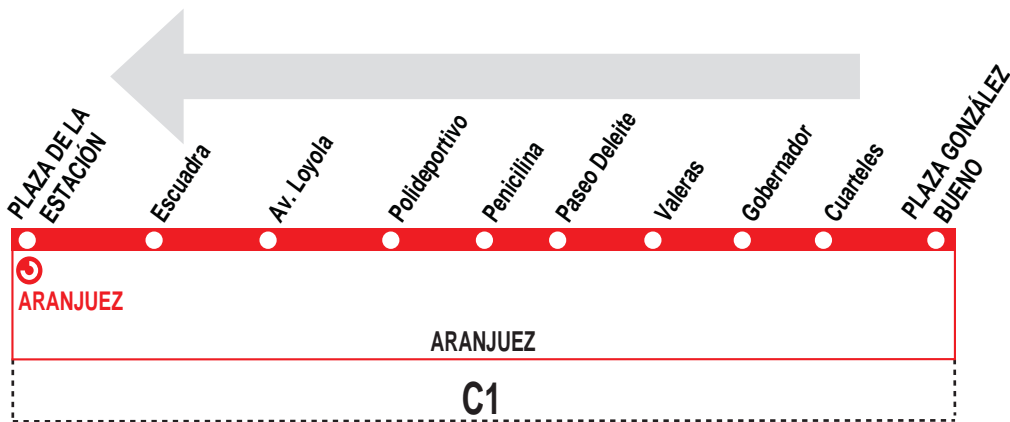 PLAZA DE LA
ESTACIÓN
Escuadra
Av. Loyola
Polideportivo
Penicilina
Paseo Deleite
Valeras
Gobernador
Cuarteles
PLAZA GONZÁLEZ
BUENO
ARANJUEZ
ARANJUEZ
C1